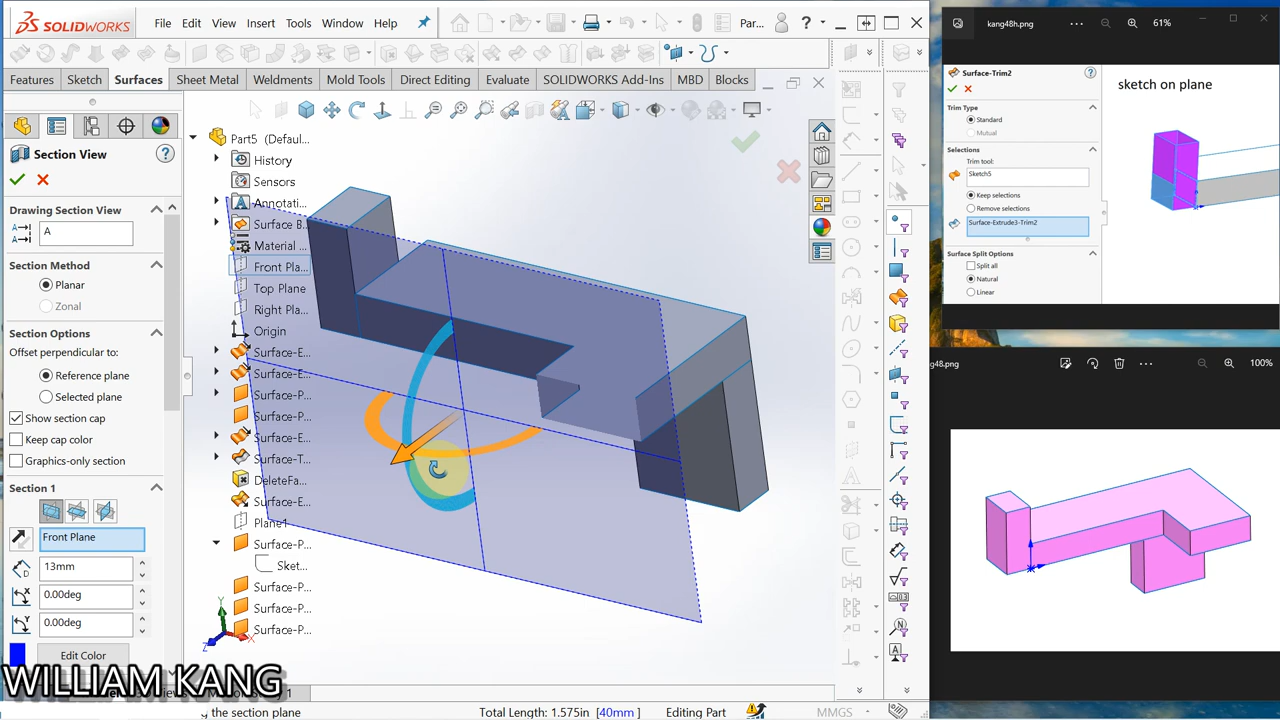 SOLIDWORKS File Edit View Insert Tools Window Help Par...
Features Sketch Surfaces Sheet Metal Direct Editing Evaluate SOLIDWORKS Add-Ins MBD Blocks
Mold Tools
Section View
Drawing Section View
A
Section Method
Planar
Zonal
Section Options
Offset perpendicular to:
Reference plane
Selected plane
Show section cap
Keep cap color
Graphics-only section
Section 1
Front Plane
13mm
0.00deg
0.00deg
Edit Color
Part5 (Defau...
History
Sensors
Material
Front Pla...
Right Pla...
Origin
Surface-E...
Surface-E...
Surface-P...
Surface-P...
Surface-E...
Surface-T...
DeleteFa...
Surface-E...
Plane1
Surface-P...
Sket...
Surface-P...
Surface-P...
Surface-P...
WILLIAM KANG
the section plane
Total Length: 1.575in [40mm] Editing Part MMGS
kang48h.png 61%
Surface-Trim2
sketch on plane
Trim Type
Standard
Mutual
Selections
Trim tool:
Sketch5
Keep selections
Remove selections
Surface-Extrude3-Trim2
Surface Split Options
Split all
Natural
Linear
g48.png 100%